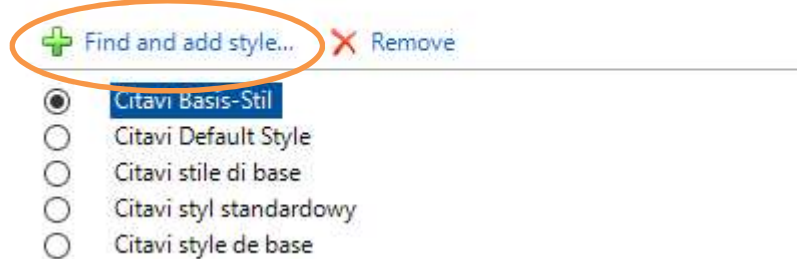 Find and add style... Remove
Citavi Basis-Stil
Citavi Default Style
Citavi stile di base
Citavi styl standardowy
Citavi style de base